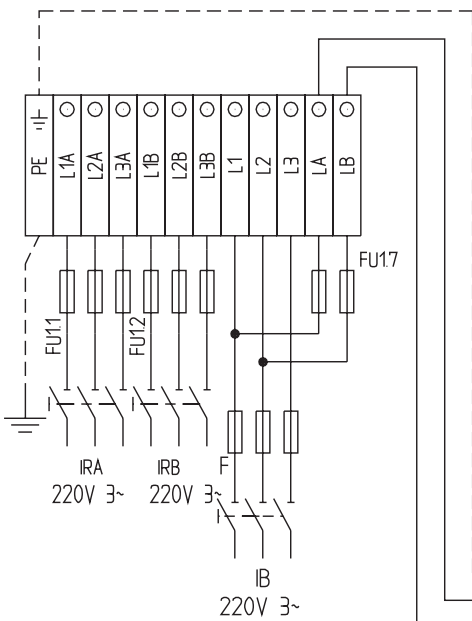 PE L1A L2A L3A L1B L2B L3B L1 L2 L3 LA LB
FU1.7
FU1.1 FU1.2
IRA IRB F
220V 3~ 220V 3~
IB
220V 3~